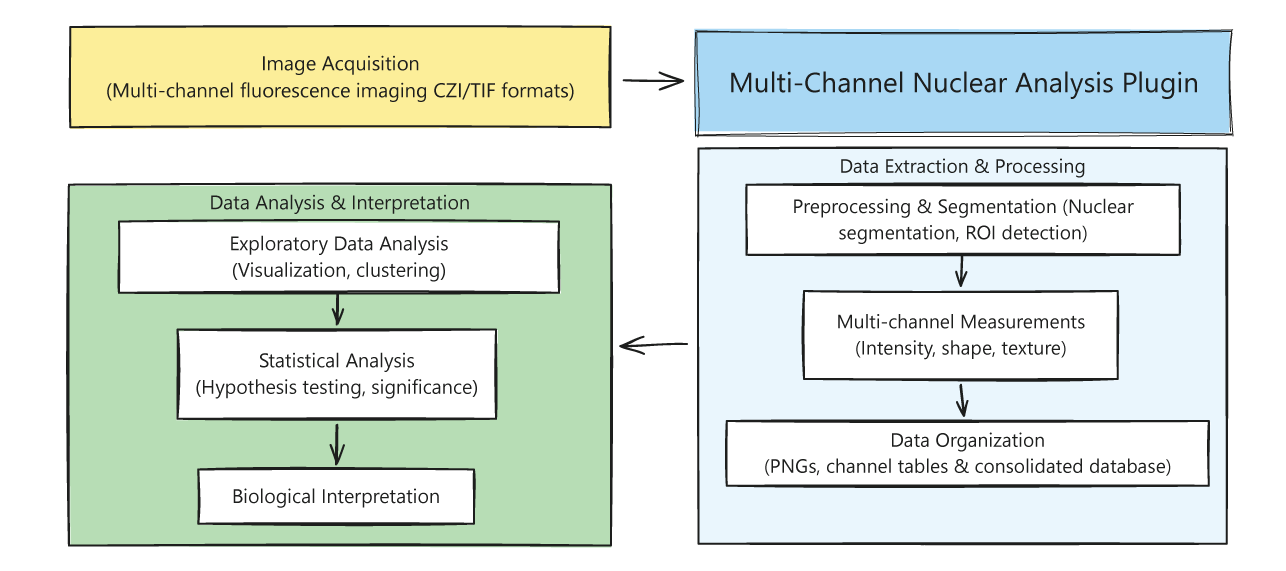 Image Acquisition
(Multi-channel fluorescence imaging CZI/TIF formats)
Multi-Channel Nuclear Analysis Plugin
Data Extraction & Processing
Preprocessing & Segmentation (Nuclear
segmentation, ROI detection)
Multi-channel Measurements
(Intensity, shape, texture)
Data Organization
(PNGs, channel tables & consolidated database)
Data Analysis & Interpretation
Exploratory Data Analysis
(Visualization, clustering)
Statistical Analysis
(Hypothesis testing, significance)
Biological Interpretation